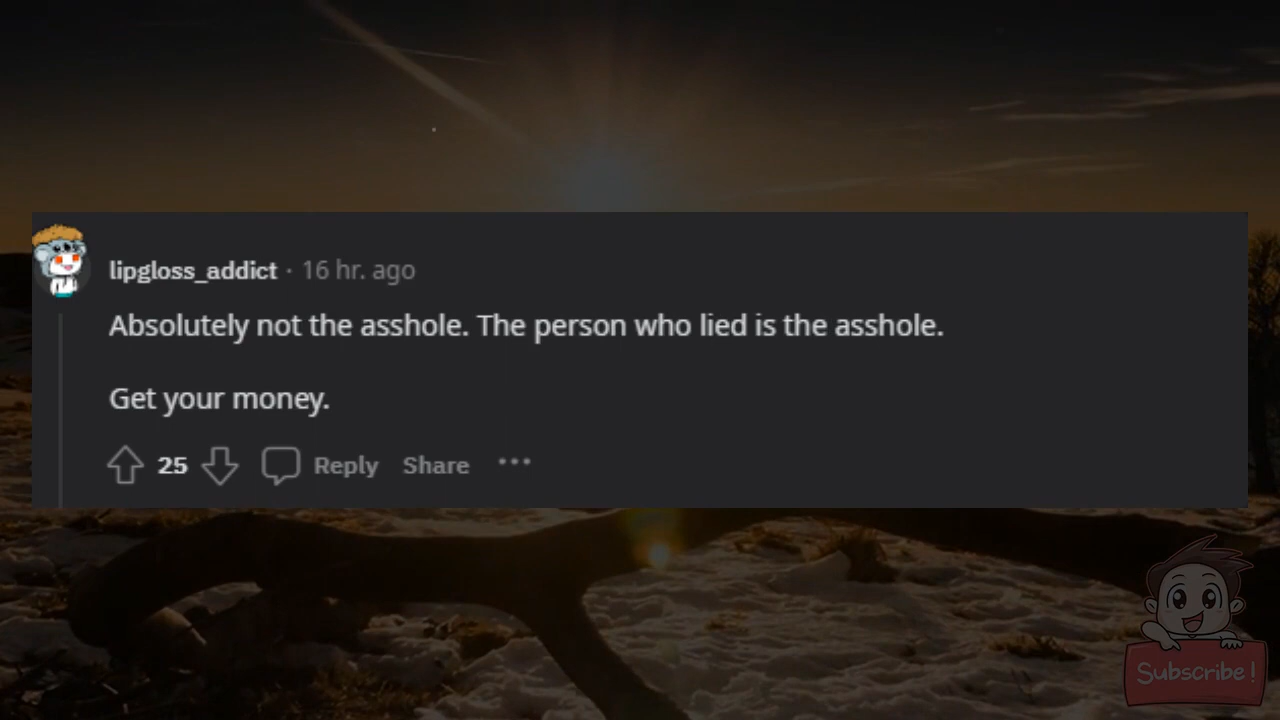 lipgloss_addict · 16 hr. ago
Absolutely not the asshole. The person who lied is the asshole.
Get your money.
25 Reply Share ···
Subscribe!